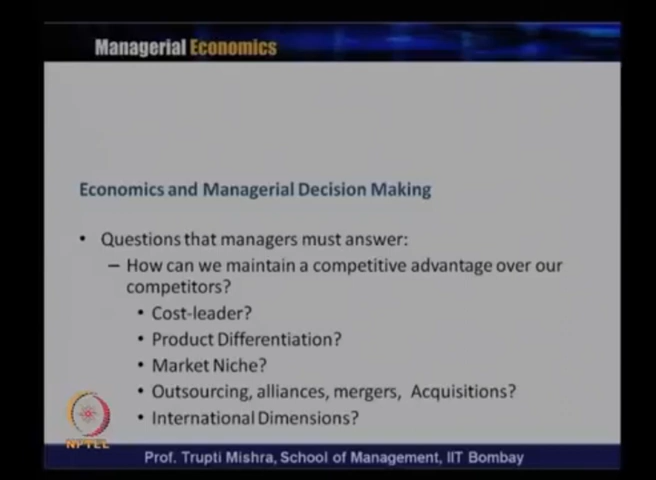 Managerial Economics
Economics and Managerial Decision Making
• Questions that managers must answer:
– How can we maintain a competitive advantage over our
competitors?
• Cost-leader?
• Product Differentiation?
• Market Niche?
• Outsourcing, alliances, mergers, Acquisitions?
• International Dimensions?
NPTEL
Prof. Trupti Mishra, School of Management, IIT Bombay